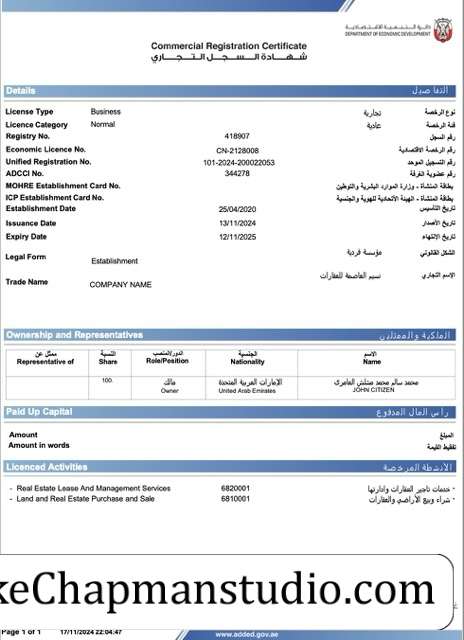 دائرة التنمية الاقتصادية
DEPARTMENT OF ECONOMIC DEVELOPMENT
Commercial Registration Certificate
شهادة السجل التجاري
Details التفاصيل
License Type Business تجارية نوع الرخصة
Licence Category Normal عادية فئة الرخصة
Registry No. 418907 رقم السجل
Economic Licence No. CN-2128008 رقم الرخصة الاقتصادية
Unified Registration No. 101-2024-200022053 رقم التسجيل الموحد
ADCCI No. 344278 رقم عضوية الغرفة
MOHRE Establishment Card No. بطاقة المنشأة - وزارة الموارد البشرية والتوطين
ICP Establishment Card No. بطاقة المنشأة - الهيئة الأتحادية للهوية والجنسية
Establishment Date 25/04/2020 تاريخ التأسيس
Issuance Date 13/11/2024 تاريخ الأصدار
Expiry Date 12/11/2025 تاريخ الإنتهاء
Legal Form Establishment مؤسسة فردية الشكل القانوني
Trade Name COMPANY NAME نسيم العاصمة للعقارات الإسم التجاري
Ownership and Representatives الملكية والممثلين
ممثل عن النسبة الدور/المنصب الجنسية الاسم
Representative of Share Role/Position Nationality Name
100. مالك الإمارات العربية المتحدة محمد سالم محمد العامري
Owner United Arab Emirates JOHN CITIZEN
Paid Up Capital راس المال المدفوع
Amount المبلغ
Amount in words تفقيط القيمة
Licenced Activities الأنشطة المرخصة
- Real Estate Lease And Management Services 6820001 - خدمات تاجير العقارات وادارتها
- Land and Real Estate Purchase and Sale 6810001 - شراء وبيع الأراضي والعقارات
keChapmanstudio.com
Page 1 of 1 17/11/2024 22:04:47 www.added.gov.ae